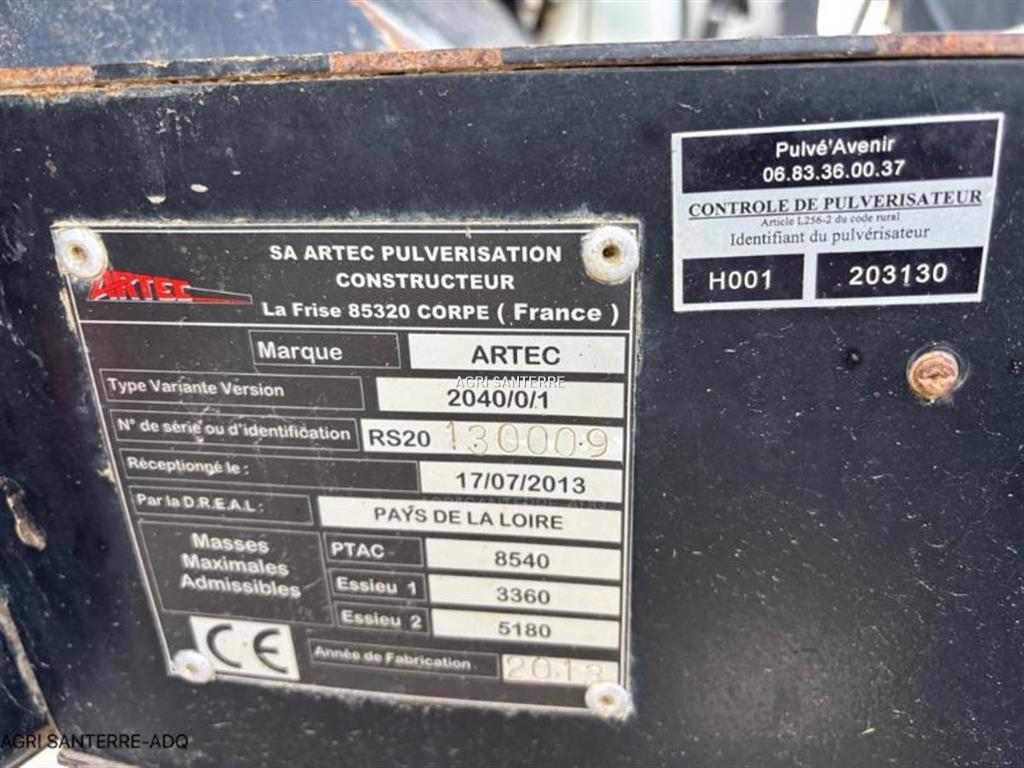 Pulvé'Avenir
06.83.36.00.37
CONTROLE DE PULVERISATEUR
Article L256-2 du code rural
Identifiant du pulvérisateur
H001 203130
ARTEC
SA ARTEC PULVERISATION
CONSTRUCTEUR
La Frise 85320 CORPE ( France )
Marque ARTEC
AGRI SANTERRE
Type Variante Version 2040/0/1
N° de série ou d'identification RS20 130009
Réceptionné le : 17/07/2013
Par la D.R.E.A.L : PAYS DE LA LOIRE
Masses
Maximales
Admissibles
PTAC 8540
Essieu 1 3360
Essieu 2 5180
CE
Année de Fabrication 2013
AGRI SANTERRE-ADQ